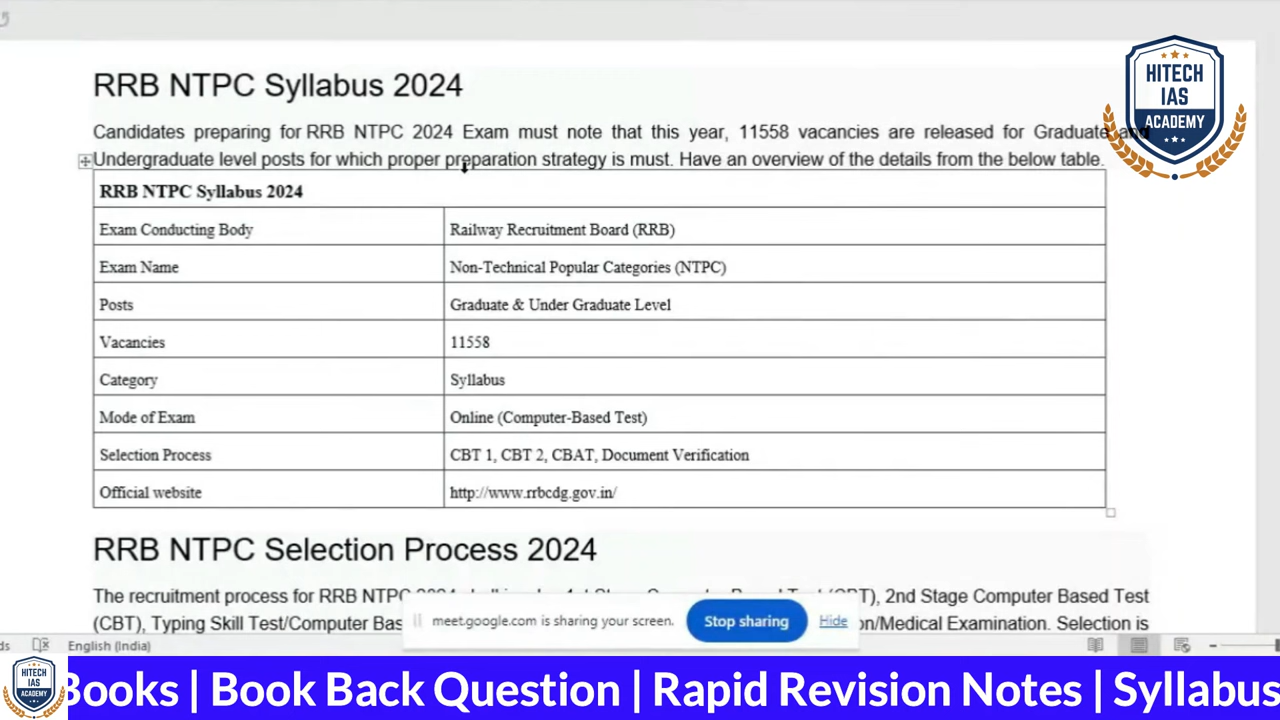 RRB NTPC Syllabus 2024
Candidates preparing for RRB NTPC 2024 Exam must note that this year, 11558 vacancies are released for Graduate and
Undergraduate level posts for which proper preparation strategy is must. Have an overview of the details from the below table.
RRB NTPC Syllabus 2024
Exam Conducting Body Railway Recruitment Board (RRB)
Exam Name Non-Technical Popular Categories (NTPC)
Posts Graduate & Under Graduate Level
Vacancies 11558
Category Syllabus
Mode of Exam Online (Computer-Based Test)
Selection Process CBT 1, CBT 2, CBAT, Document Verification
Official website http://www.rrbcdg.gov.in/
HITECH
IAS
ACADEMY
RRB NTPC Selection Process 2024
The recruitment process for RRB NTPC 2024 (CBT), 2nd Stage Computer Based Test
(CBT), Typing Skill Test/Computer Bas on/Medical Examination. Selection is
meet.google.com is sharing your screen. Stop sharing Hide
ds English (India)
HITECH
IAS
ACADEMY
Books | Book Back Question | Rapid Revision Notes | Syllabus